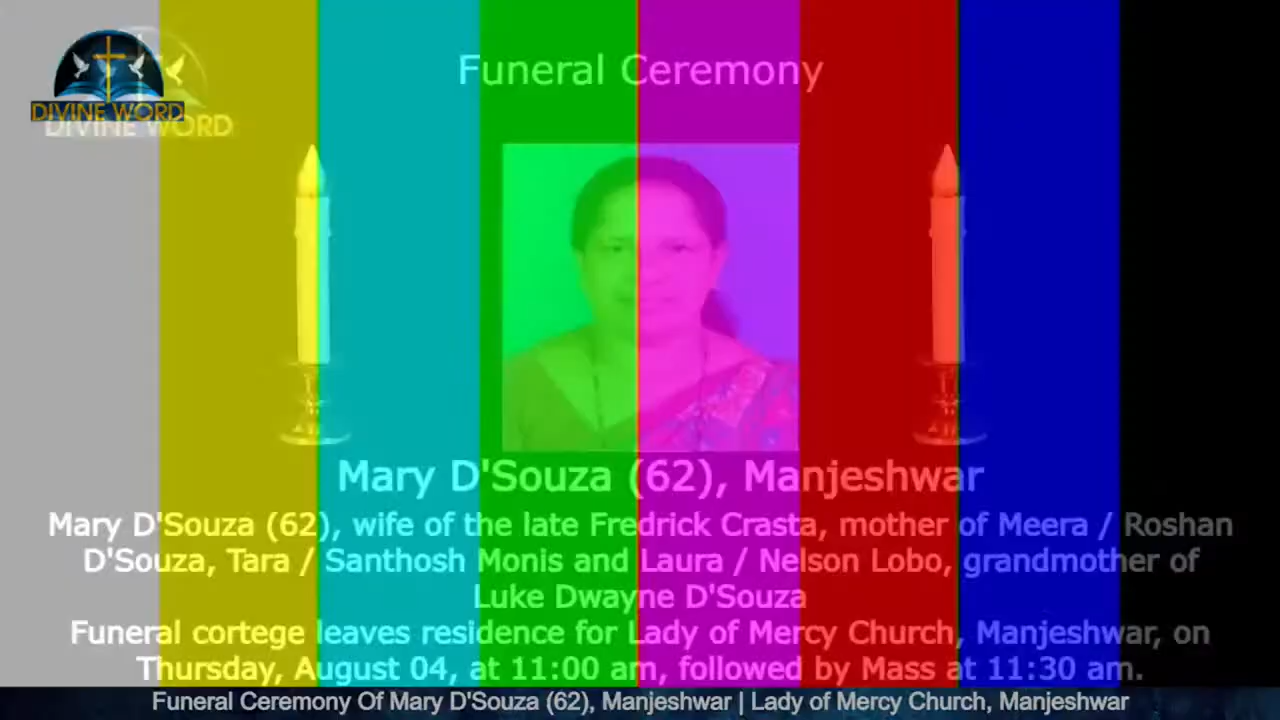 DIVINE WORD
DIVINE WORD
Funeral Ceremony
Mary D'Souza (62), Manjeshwar
Mary D'Souza (62), wife of the late Fredrick Crasta, mother of Meera / Roshan
D'Souza, Tara / Santhosh Monis and Laura / Nelson Lobo, grandmother of
Luke Dwayne D'Souza
Funeral cortege leaves residence for Lady of Mercy Church, Manjeshwar, on
Thursday, August 04, at 11:00 am, followed by Mass at 11:30 am.
Funeral Ceremony Of Mary D'Souza (62), Manjeshwar | Lady of Mercy Church, Manjeshwar